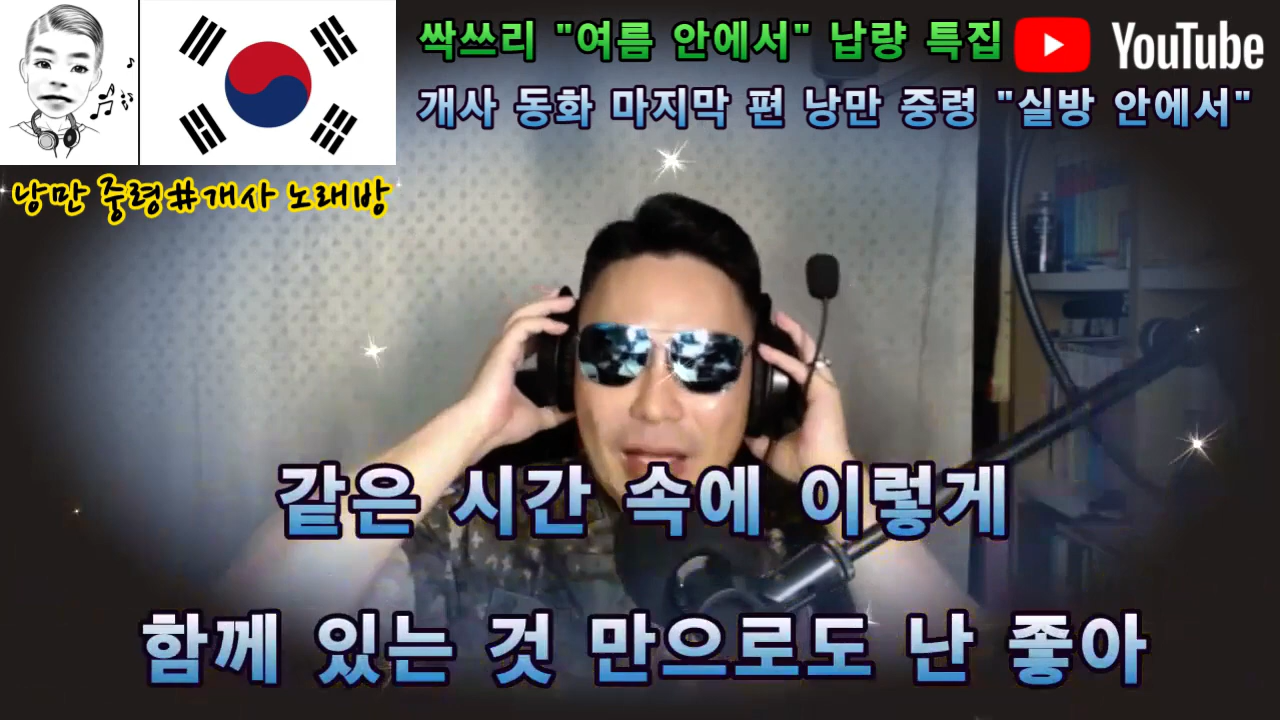 싹쓰리 "여름 안에서" 납량 특집 YouTube
개사 동화 마지막 편 낭만 중령 "실방 안에서"
낭만 중령#개사 노래방
같은 시간 속에 이렇게
함께 있는 것 만으로도 난 좋아